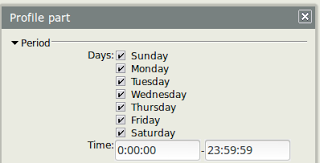 Profile part
Period
Days: Sunday
Monday
Tuesday
Wednesday
Thursday
Friday
Saturday
Time: 0:00:00 - 23:59:59